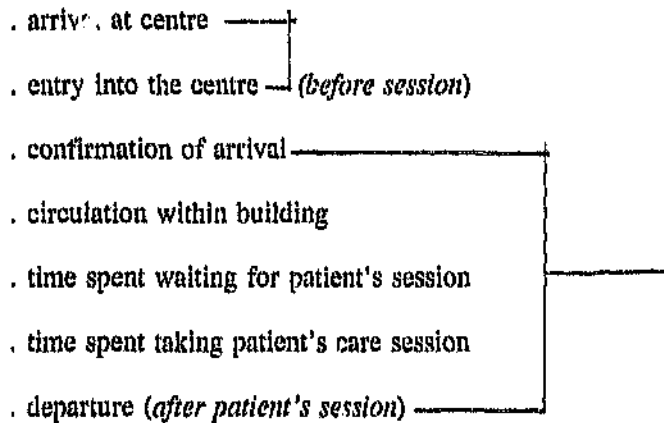 . arrival at centre
. entry into the centre (before session)
. confirmation of arrival
. circulation within building
. time spent waiting for patient's session
. time spent taking patient's care session
. departure (after patient's session)